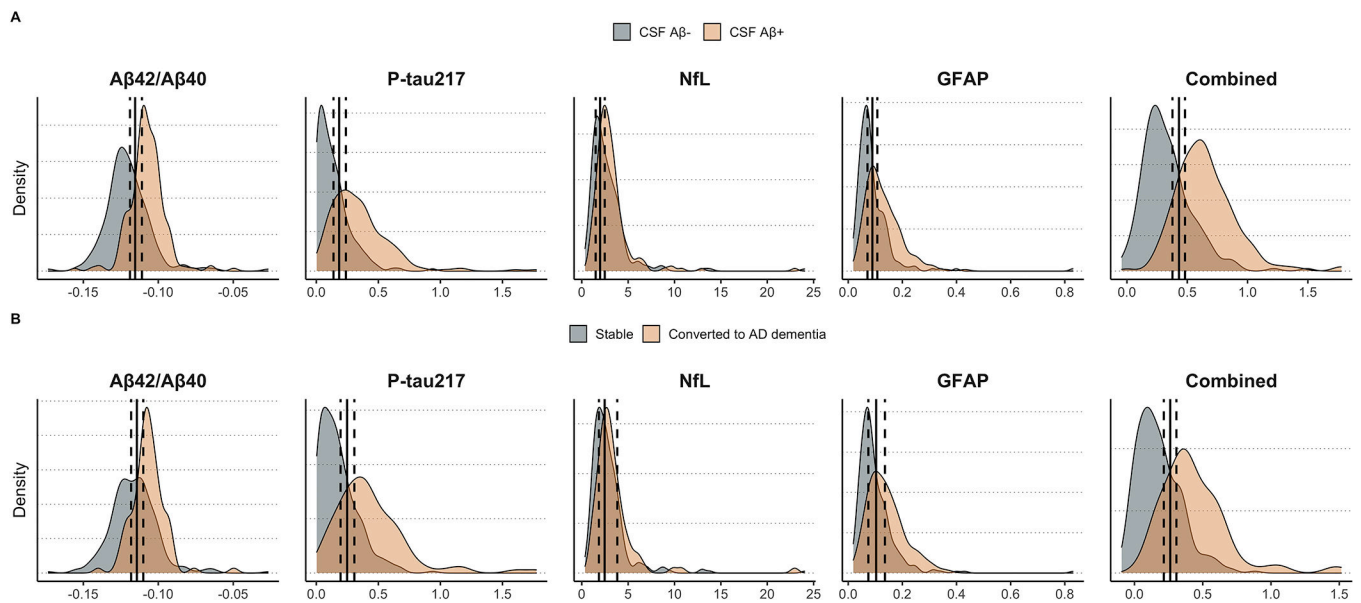 A
CSF Aβ- CSF Aβ+
Aβ42/Aβ40 P-tau217 NfL GFAP Combined
Density
-0.15 -0.10 -0.05 0.0 0.5 1.0 1.5 0 5 10 15 20 25 0.0 0.2 0.4 0.6 0.8 0.0 0.5 1.0 1.5
B
Stable Converted to AD dementia
Aβ42/Aβ40 P-tau217 NfL GFAP Combined
Density
-0.15 -0.10 -0.05 0.0 0.5 1.0 1.5 0 5 10 15 20 25 0.0 0.2 0.4 0.6 0.8 0.0 0.5 1.0 1.5